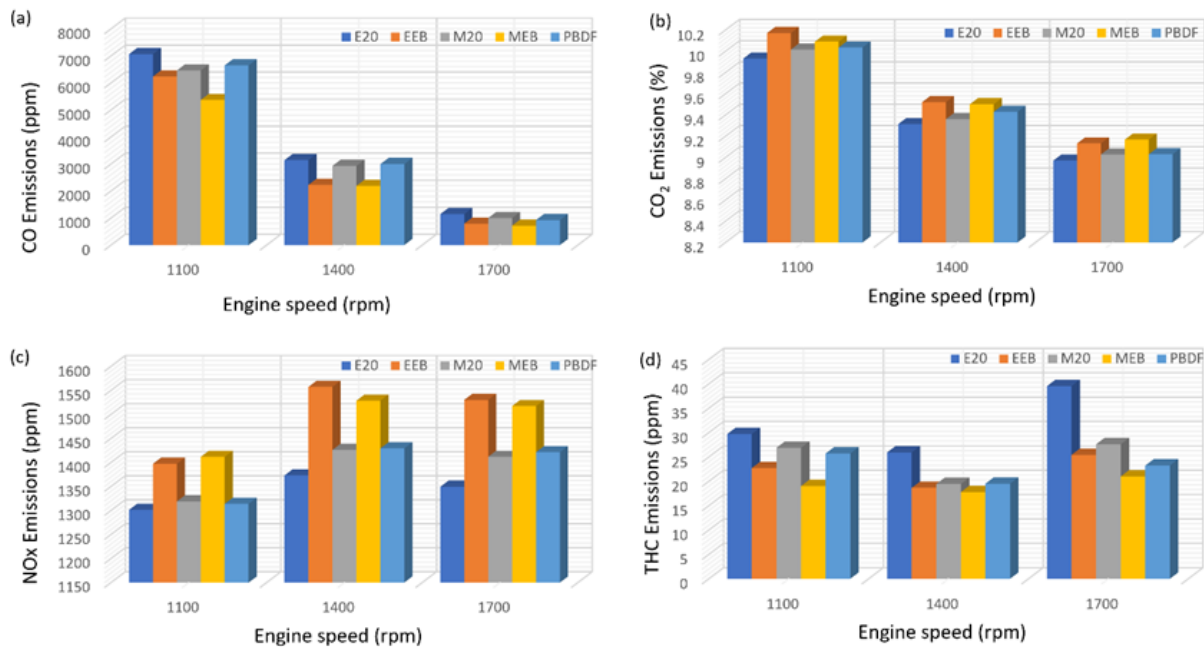 (a)
E20 EEB M20 MEB PBDF
CO Emissions (ppm)
8000
7000
6000
5000
4000
3000
2000
1000
0
1100 1400 1700
Engine speed (rpm)
(b)
E20 EEB M20 MEB PBDF
CO2 Emissions (%)
10.2
10
9.8
9.6
9.4
9.2
9
8.8
8.6
8.4
8.2
1100 1400 1700
Engine speed (rpm)
(c)
E20 EEB M20 MEB PBDF
NOx Emissions (ppm)
1600
1550
1500
1450
1400
1350
1300
1250
1200
1150
1100 1400 1700
Engine speed (rpm)
(d)
E20 EEB M20 MEB PBDF
THC Emissions (ppm)
45
40
35
30
25
20
15
10
5
0
1100 1400 1700
Engine speed (rpm)